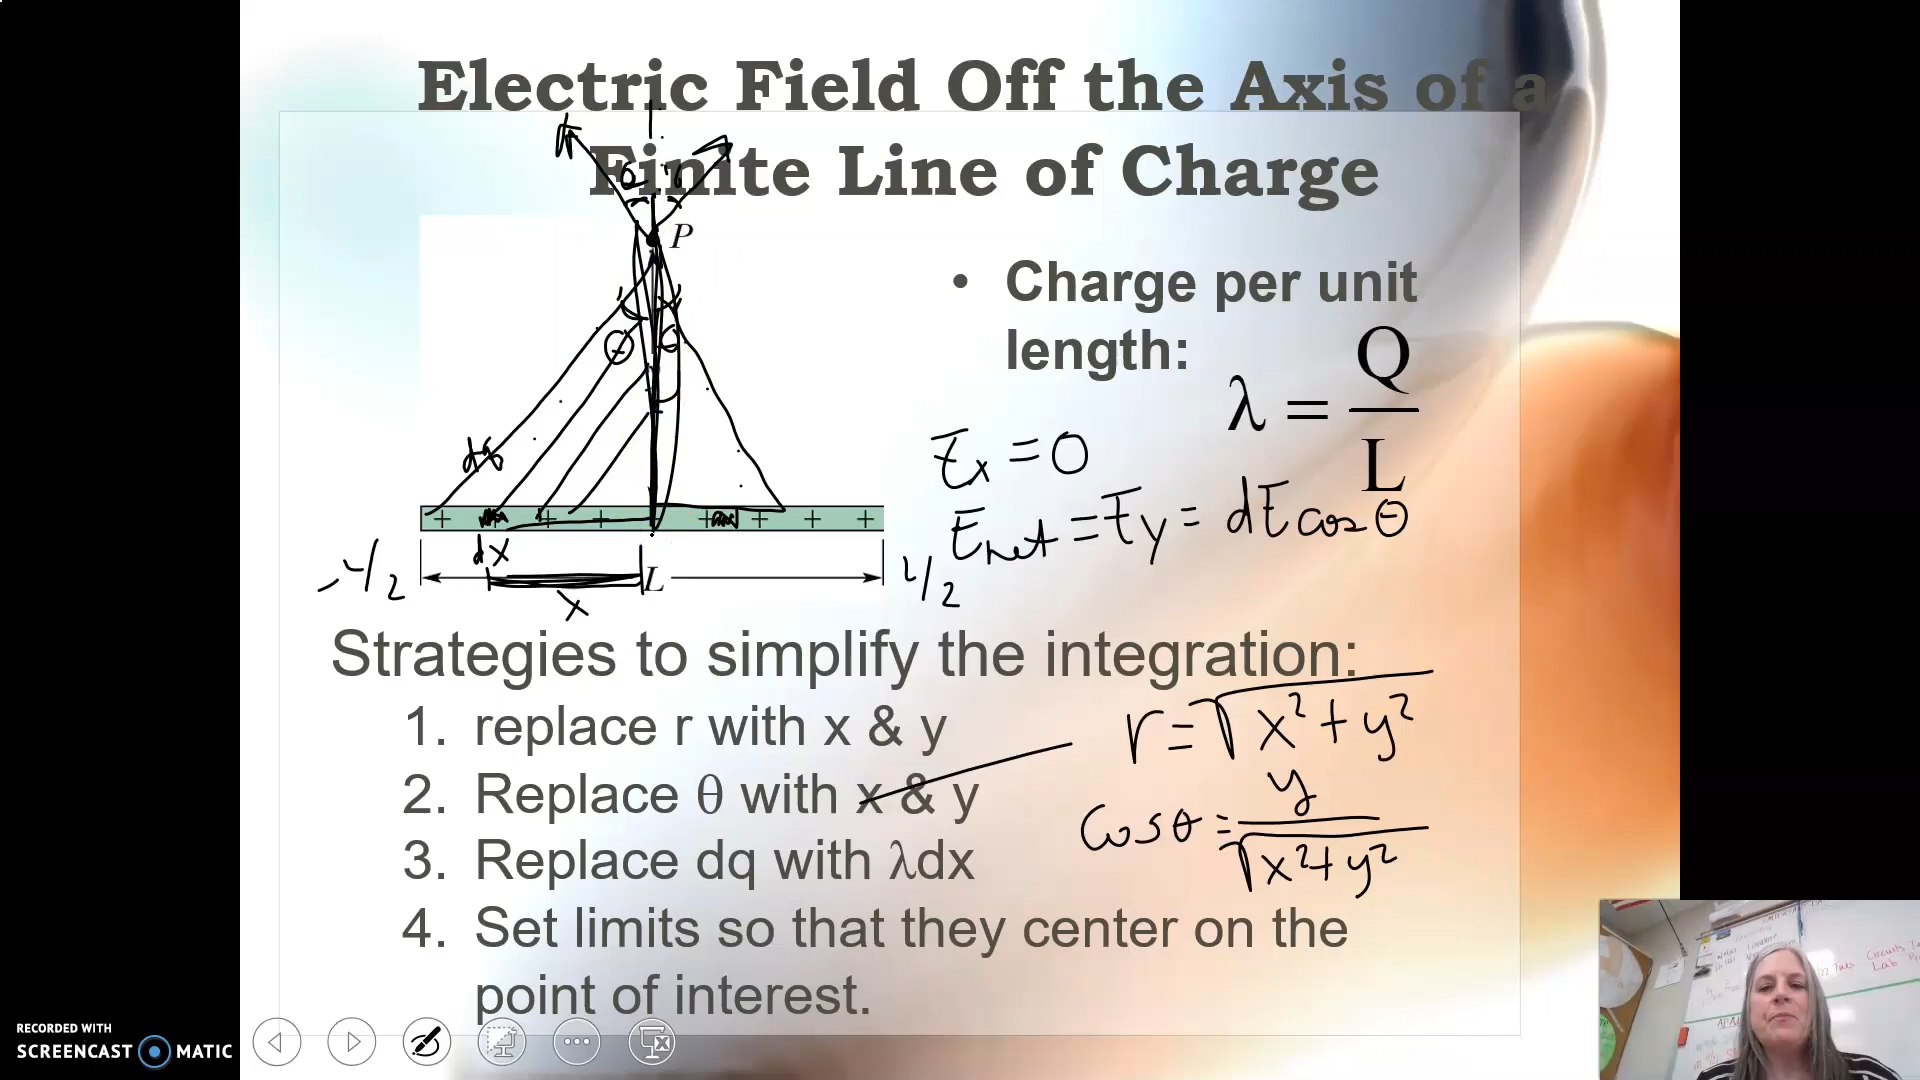 Electric Field Off the Axis of a
Finite Line of Charge
θ θ
P
• Charge per unit
length:
λ = Q/L
θ θ
dq
Ex = 0
Enet = Ey = dE cos θ
+ + + + + + + +
dx
-L/2 L L/2
x
Strategies to simplify the integration:
1. replace r with x & y
r = √x²+y²
2. Replace θ with x & y
cos θ = y/√x²+y²
3. Replace dq with λdx
4. Set limits so that they center on the
point of interest.
RECORDED WITH
SCREENCAST MATIC